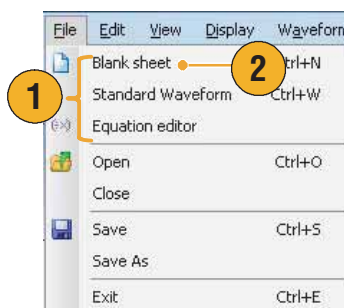 File Edit View Display Waveform
Blank sheet 2 trl+N
1 Standard Waveform Ctrl+W
Equation editor
Open Ctrl+O
Close
Save Ctrl+S
Save As
Exit Ctrl+E